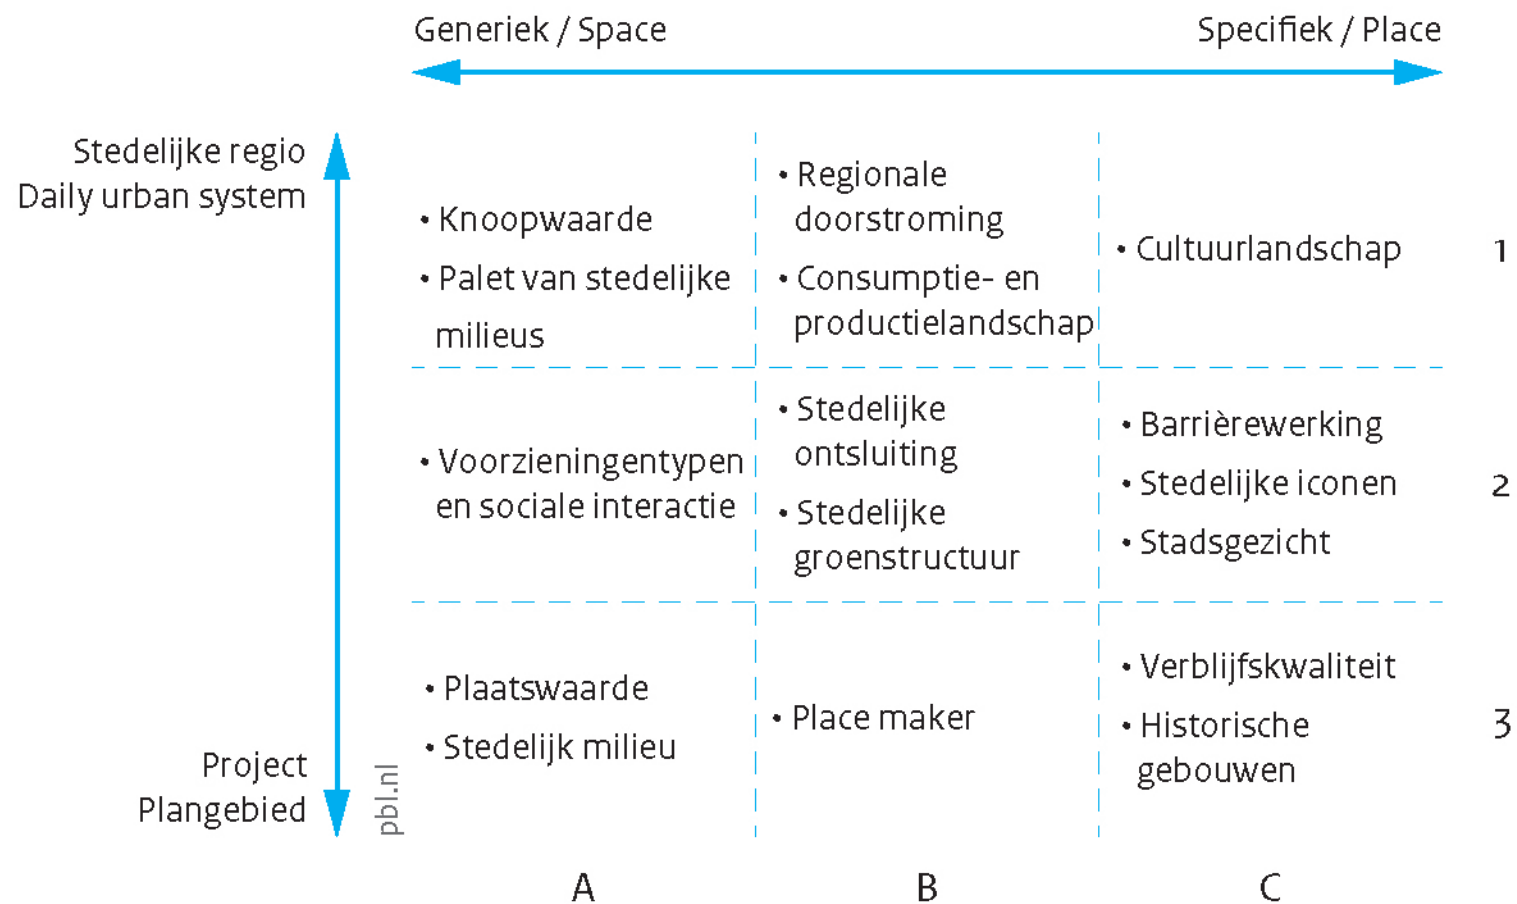 Generiek / Space
Specifiek / Place
Stedelijke regio
Daily urban system
• Knoopwaarde
• Palet van stedelijke
milieus
• Regionale
doorstroming
• Consumptie- en
productielandschap
• Cultuurlandschap
1
• Voorzieningentypen
en sociale interactie
• Stedelijke
ontsluiting
• Stedelijke
groenstructuur
• Barrièrewerking
• Stedelijke iconen
• Stadsgezicht
2
Project
Plangebied
pbl.nl
• Plaatswaarde
• Stedelijk milieu
• Place maker
• Verblijfskwaliteit
• Historische
gebouwen
3
A
B
C